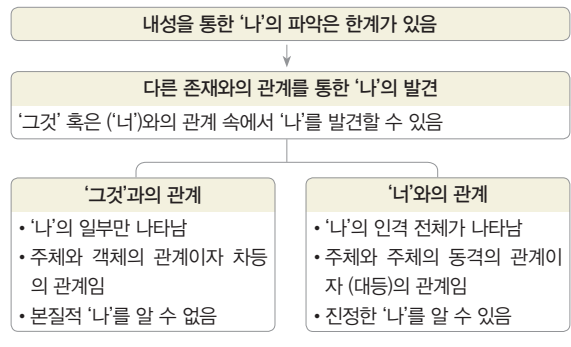 내성을 통한 ‘나’의 파악은 한계가 있음
다른 존재와의 관계를 통한 ‘나’의 발견
‘그것’ 혹은 (‘너’)와의 관계 속에서 ‘나’를 발견할 수 있음
‘그것’과의 관계
• ‘나’의 일부만 나타남
• 주체와 객체의 관계이자 차등
의 관계임
• 본질적 ‘나’를 알 수 없음
‘너’와의 관계
• ‘나’의 인격 전체가 나타남
• 주체와 주체의 동격의 관계이
자 (대등)의 관계임
• 진정한 ‘나’를 알 수 있음